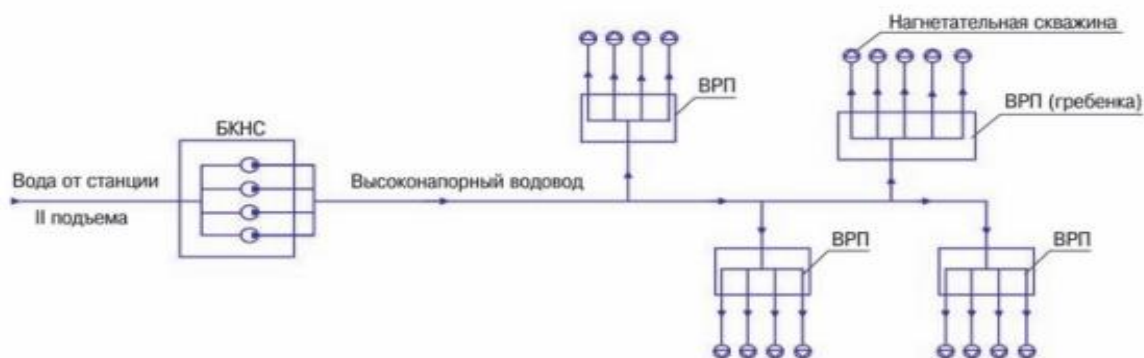 Нагнетательная скважина
ВРП
ВРП (гребенка)
БКНС
Вода от станции
II подъема
Высоконапорный водовод
ВРП
ВРП